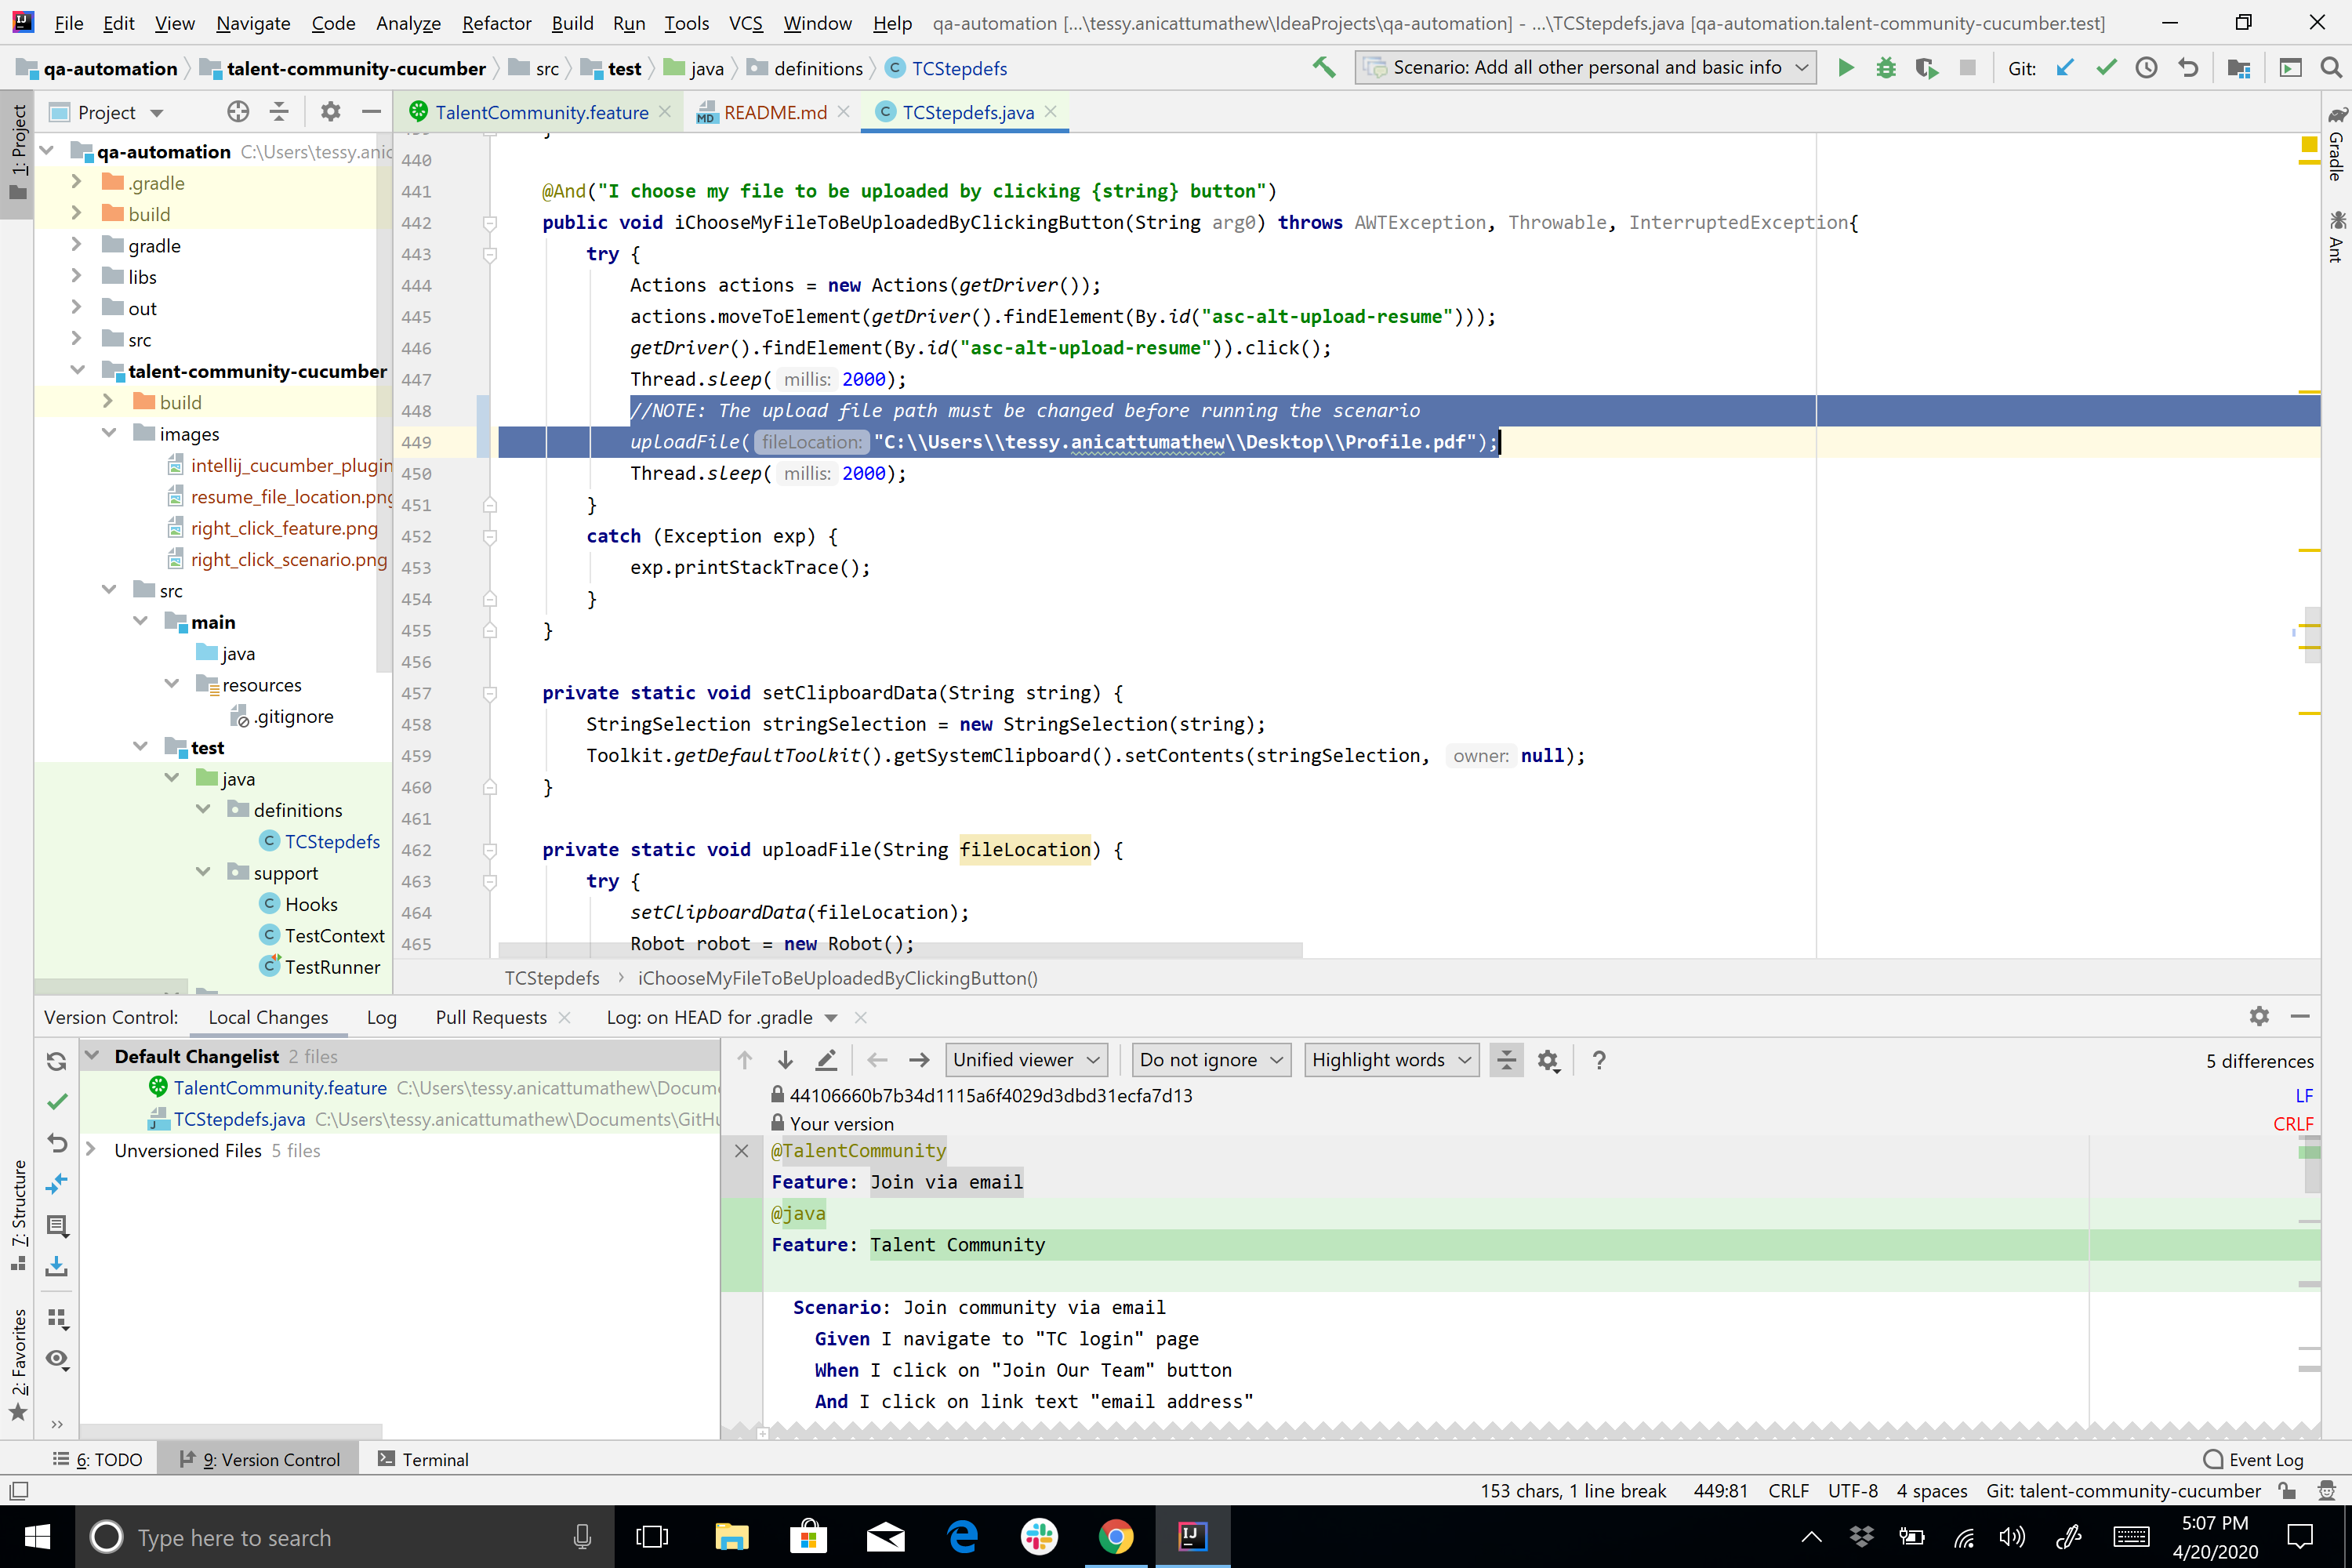 File Edit View Navigate Code Analyze Refactor Build Run Tools VCS Window Help qa-automation [...\tessy.anicattumathew\IdeaProjects\qa-automation] - ...\TCStepdefs.java [qa-automation.talent-community-cucumber.test]
qa-automation talent-community-cucumber src test java definitions TCStepdefs Scenario: Add all other personal and basic info Git:
1: Project
Project
qa-automation C:\Users\tessy.anic
.gradle
build
gradle
libs
out
src
talent-community-cucumber
build
images
intellij_cucumber_plugin
resume_file_location.png
right_click_feature.png
right_click_scenario.png
src
main
java
resources
.gitignore
test
java
definitions
TCStepdefs
support
Hooks
TestContext
TestRunner
TalentCommunity.feature README.md TCStepdefs.java
440
441 @And("I choose my file to be uploaded by clicking {string} button")
442 public void iChooseMyFileToBeUploadedByClickingButton(String arg0) throws AWTException, Throwable, InterruptedException{
443 try {
444 Actions actions = new Actions(getDriver());
445 actions.moveToElement(getDriver().findElement(By.id("asc-alt-upload-resume")));
446 getDriver().findElement(By.id("asc-alt-upload-resume")).click();
447 Thread.sleep( millis: 2000);
448 //NOTE: The upload file path must be changed before running the scenario
449 uploadFile( fileLocation: "C:\\Users\\tessy.anicattumathew\\Desktop\\Profile.pdf");
450 Thread.sleep( millis: 2000);
451 }
452 catch (Exception exp) {
453 exp.printStackTrace();
454 }
455 }
456
457 private static void setClipboardData(String string) {
458 StringSelection stringSelection = new StringSelection(string);
459 Toolkit.getDefaultToolkit().getSystemClipboard().setContents(stringSelection, owner: null);
460 }
461
462 private static void uploadFile(String fileLocation) {
463 try {
464 setClipboardData(fileLocation);
465 Robot robot = new Robot();
TCStepdefs › iChooseMyFileToBeUploadedByClickingButton()
Gradle
Ant
Version Control: Local Changes Log Pull Requests Log: on HEAD for .gradle
7: Structure
2: Favorites
Default Changelist 2 files
TalentCommunity.feature C:\Users\tessy.anicattumathew\Docume
TCStepdefs.java C:\Users\tessy.anicattumathew\Documents\GitHu
Unversioned Files 5 files
Unified viewer Do not ignore Highlight words ? 5 differences
44106660b7b34d1115a6f4029d3dbd31ecfa7d13 LF
Your version CRLF
@TalentCommunity
Feature: Join via email
@java
Feature: Talent Community
Scenario: Join community via email
Given I navigate to "TC login" page
When I click on "Join Our Team" button
And I click on link text "email address"
6: TODO 9: Version Control Terminal Event Log
153 chars, 1 line break 449:81 CRLF UTF-8 4 spaces Git: talent-community-cucumber
Type here to search
5:07 PM
4/20/2020